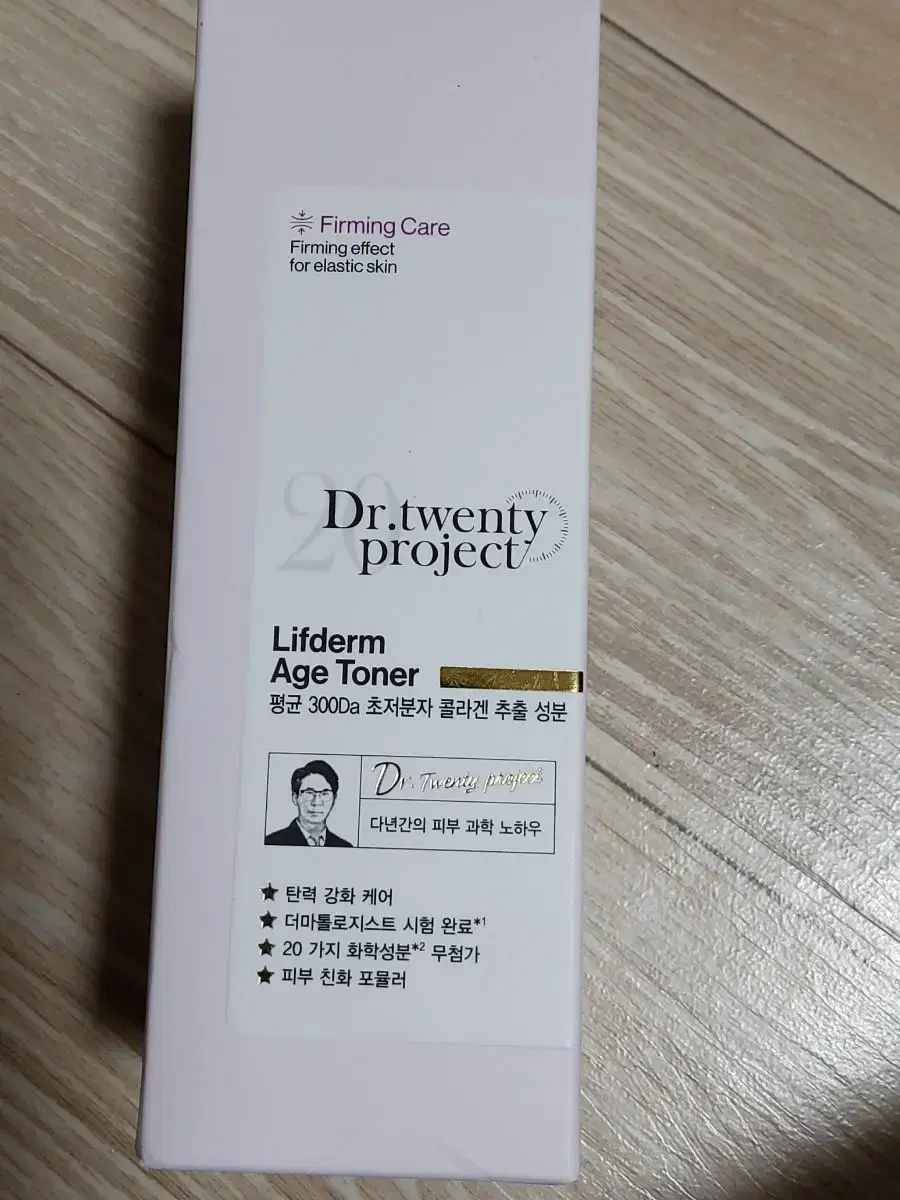 Firming Care
Firming effect
for elastic skin
20
Dr.twenty
project
Lifderm
Age Toner
평균 300Da 초저분자 콜라겐 추출 성분
Dr. Twenty project
다년간의 피부 과학 노하우
★ 탄력 강화 케어
★ 더마톨로지스트 시험 완료*1
★ 20 가지 화학성분*2 무첨가
★ 피부 친화 포뮬러